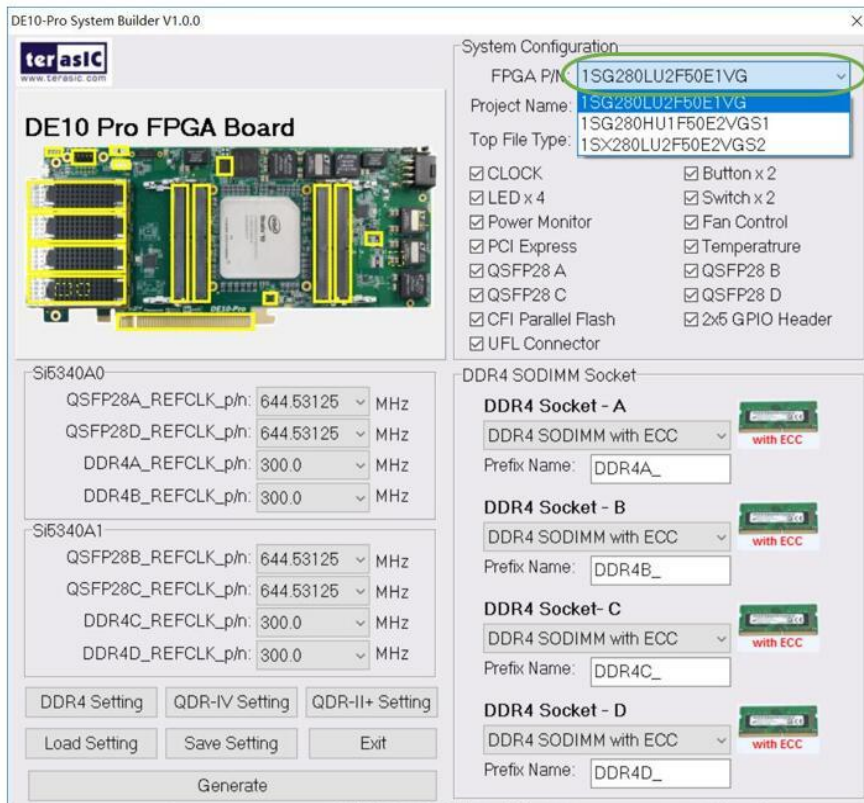 DE10-Pro System Builder V1.0.0
terasIC
www.terasic.com
DE10 Pro FPGA Board
DE10-Pro
System Configuration
FPGA P/N: 1SG280LU2F50E1VG
1SG280LU2F50E1VG
1SG280HU1F50E2VGS1
1SX280LU2F50E2VGS2
Project Name:
Top File Type:
CLOCK
Button x 2
LED x 4
Switch x 2
Power Monitor
Fan Control
PCI Express
Temperatrure
QSFP28 A
QSFP28 B
QSFP28 C
QSFP28 D
CFI Parallel Flash
2x5 GPIO Header
UFL Connector
Si5340A0
QSFP28A_REFCLK_p/n: 644.53125 MHz
QSFP28D_REFCLK_p/n: 644.53125 MHz
DDR4A_REFCLK_p/n: 300.0 MHz
DDR4B_REFCLK_p/n: 300.0 MHz
Si5340A1
QSFP28B_REFCLK_p/n: 644.53125 MHz
QSFP28C_REFCLK_p/n: 644.53125 MHz
DDR4C_REFCLK_p/n: 300.0 MHz
DDR4D_REFCLK_p/n: 300.0 MHz
DDR4 Setting
QDR-IV Setting
QDR-II+ Setting
Load Setting
Save Setting
Exit
Generate
DDR4 SODIMM Socket
DDR4 Socket - A
DDR4 SODIMM with ECC
with ECC
Prefix Name: DDR4A_
DDR4 Socket - B
DDR4 SODIMM with ECC
with ECC
Prefix Name: DDR4B_
DDR4 Socket- C
DDR4 SODIMM with ECC
with ECC
Prefix Name: DDR4C_
DDR4 Socket - D
DDR4 SODIMM with ECC
with ECC
Prefix Name: DDR4D_